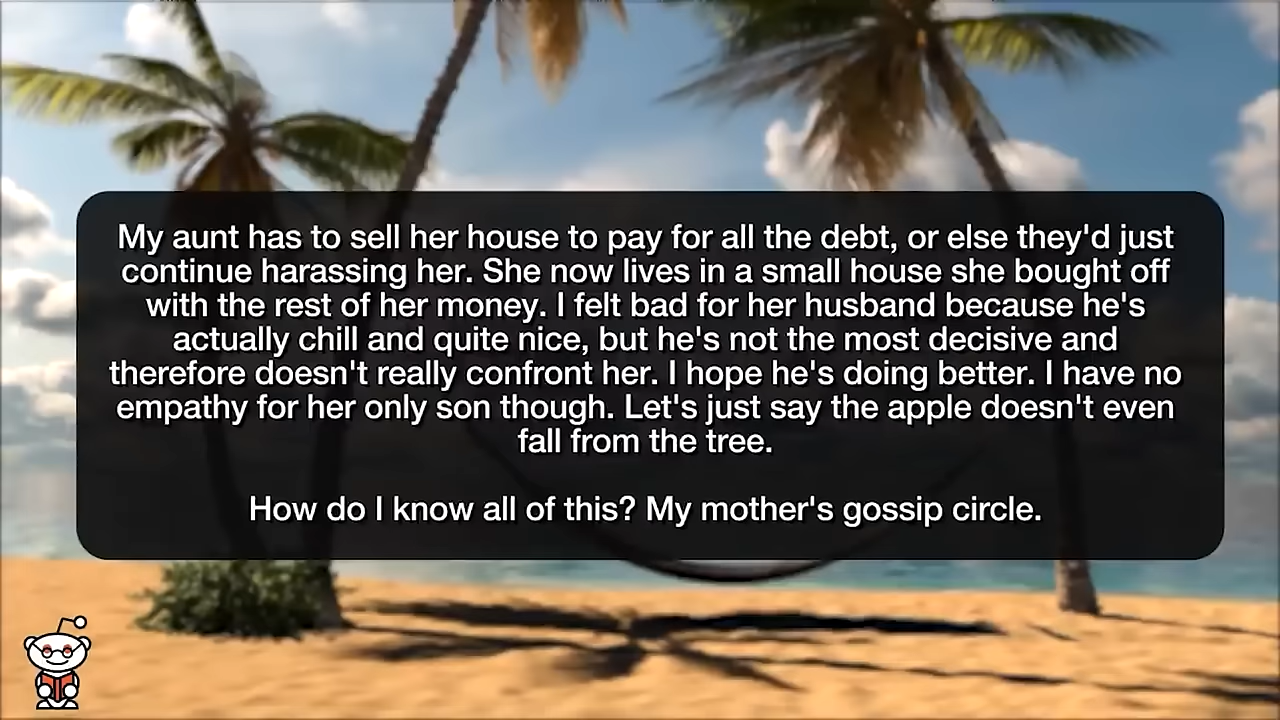 My aunt has to sell her house to pay for all the debt, or else they'd just
continue harassing her. She now lives in a small house she bought off
with the rest of her money. I felt bad for her husband because he's
actually chill and quite nice, but he's not the most decisive and
therefore doesn't really confront her. I hope he's doing better. I have no
empathy for her only son though. Let's just say the apple doesn't even
fall from the tree.
How do I know all of this? My mother's gossip circle.